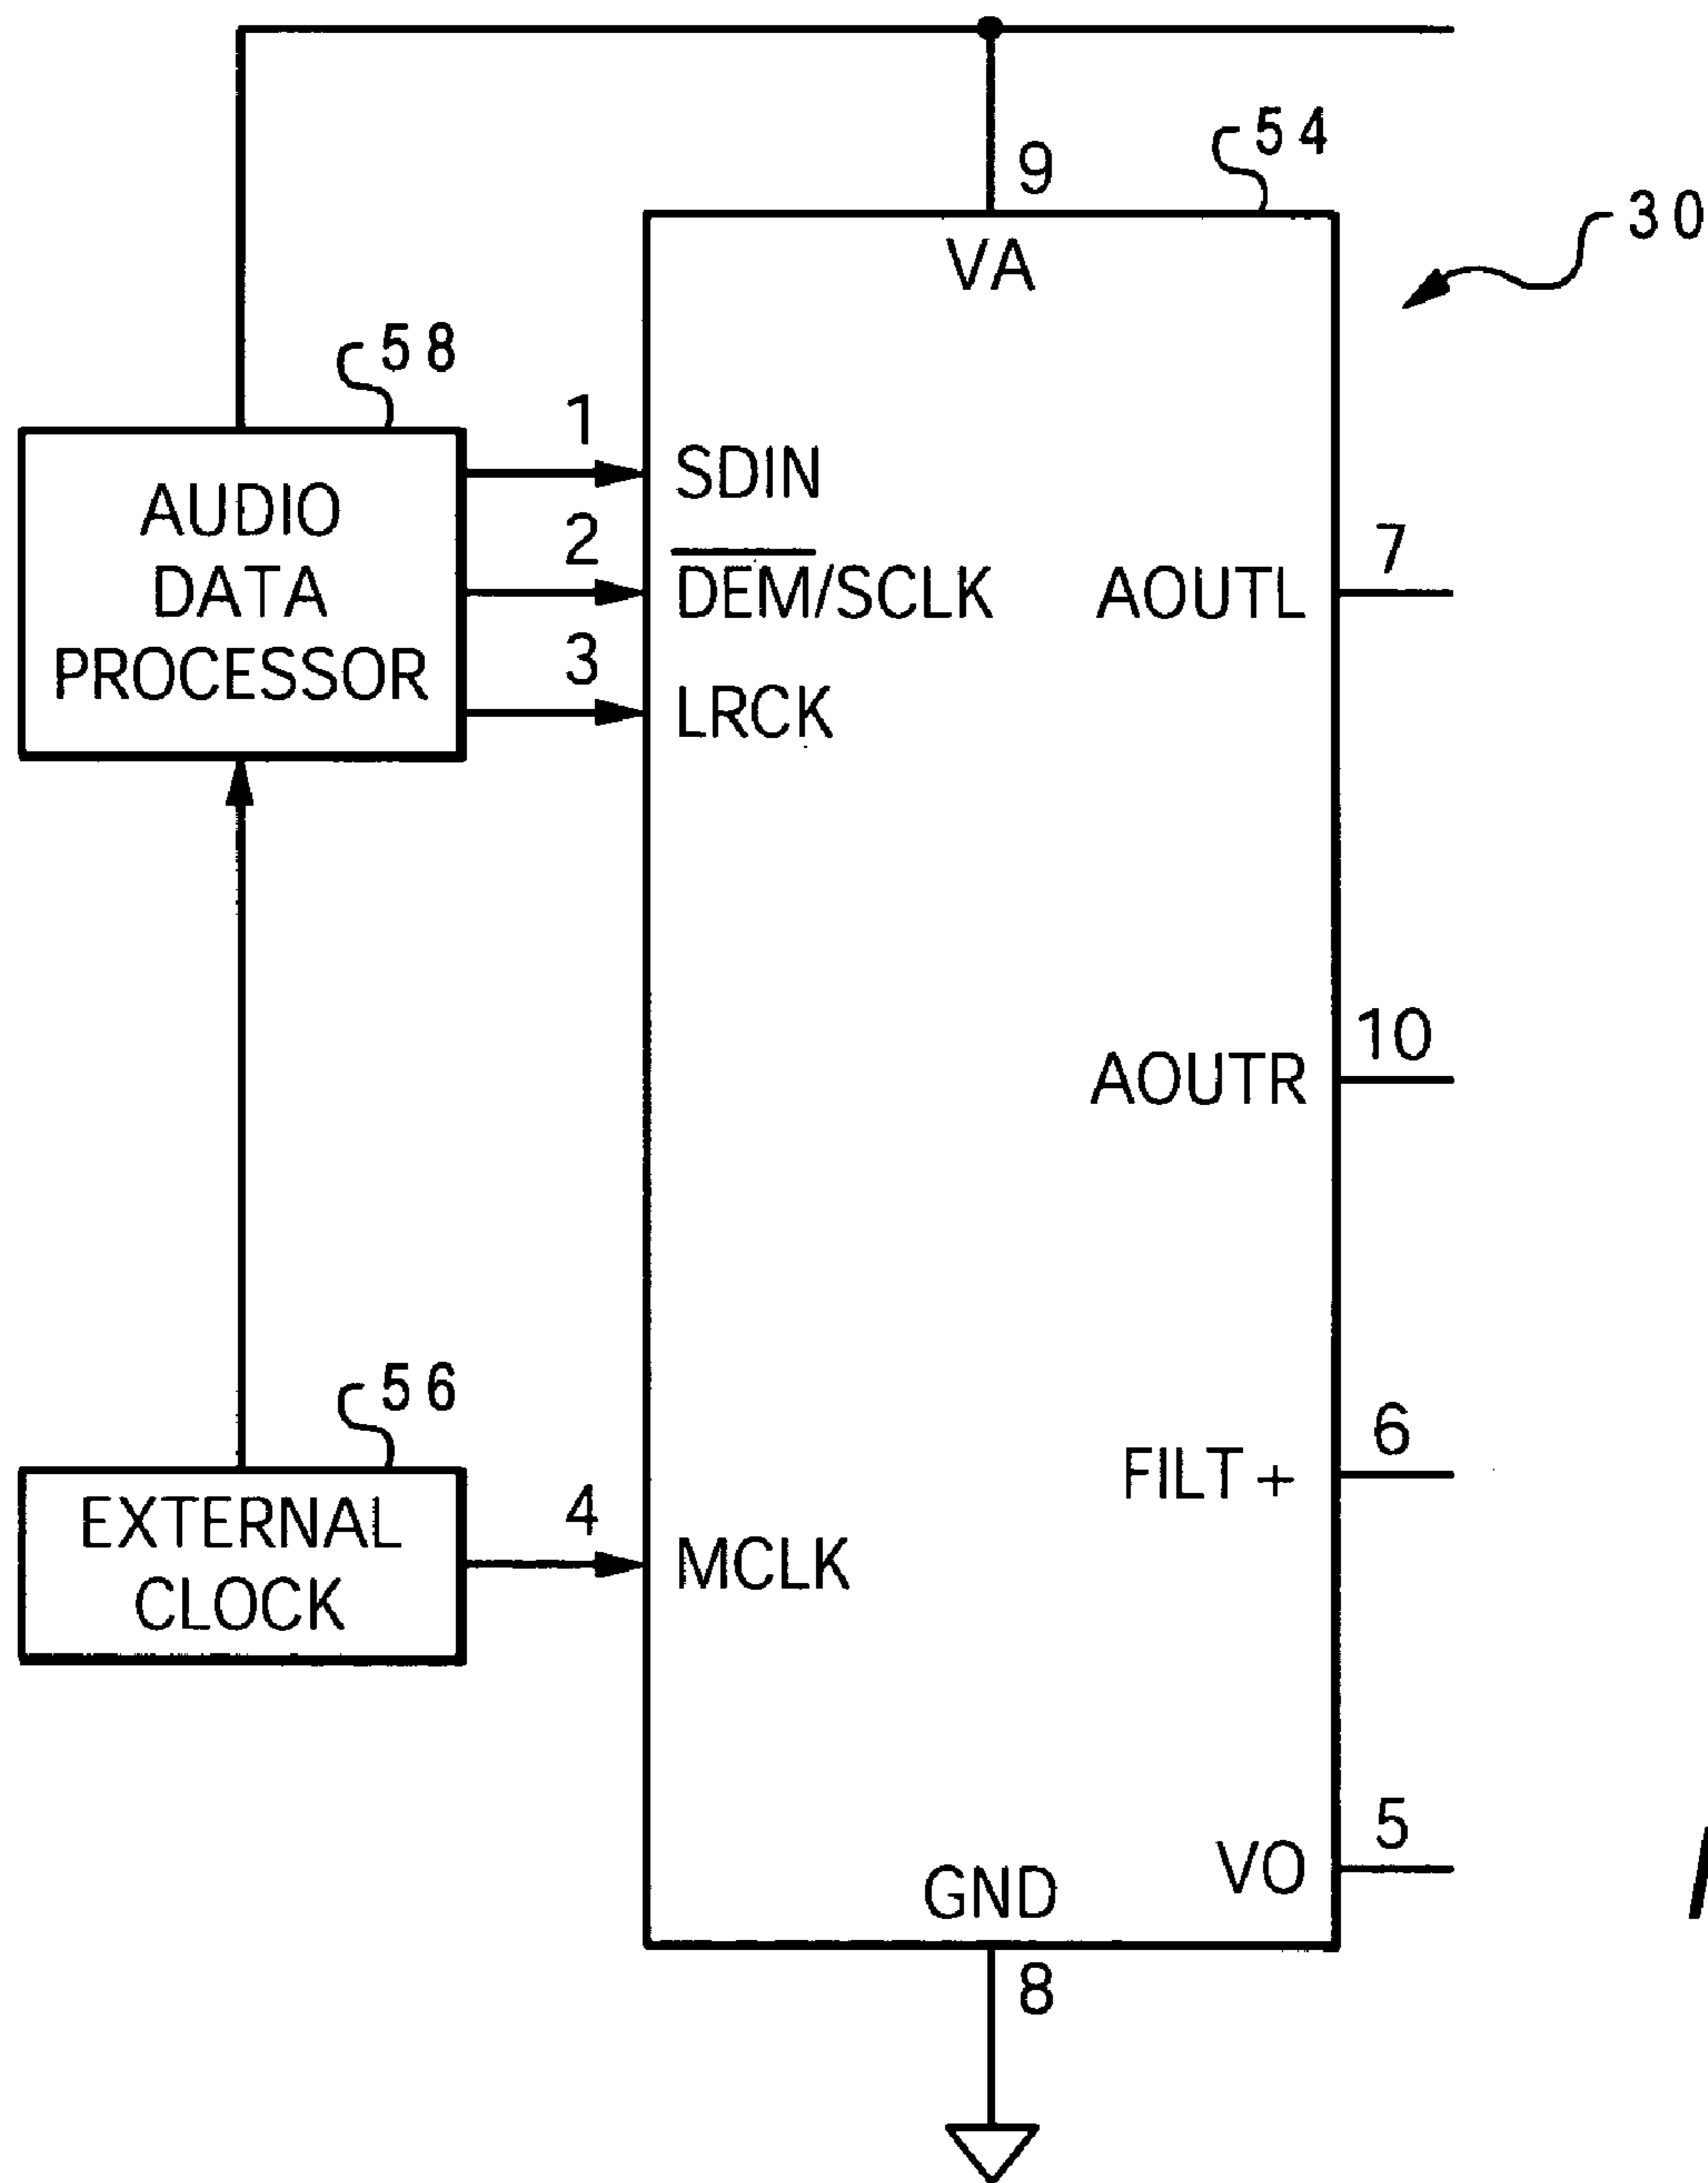 9
54
30
VA
58
1
SDIN
AUDIO
DATA
PROCESSOR
2
DEM/SCLK
3
LRCK
AOUTL
7
AOUTR
10
56
EXTERNAL
CLOCK
4
MCLK
FILT+
6
VO
5
GND
8